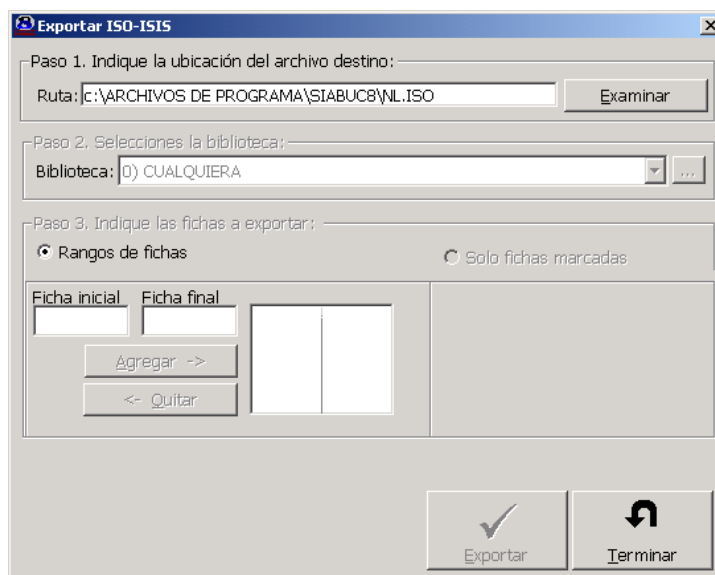 Exportar ISO-ISIS
Paso 1. Indique la ubicación del archivo destino:
Ruta: c:\ARCHIVOS DE PROGRAMA\SIABUC8\NL.ISO
Examinar
Paso 2. Selecciones la biblioteca:
Biblioteca: 0) CUALQUIERA
...
Paso 3. Indique las fichas a exportar:
Rangos de fichas
Solo fichas marcadas
Ficha inicial Ficha final
Agregar ->
<- Quitar
Exportar
Terminar